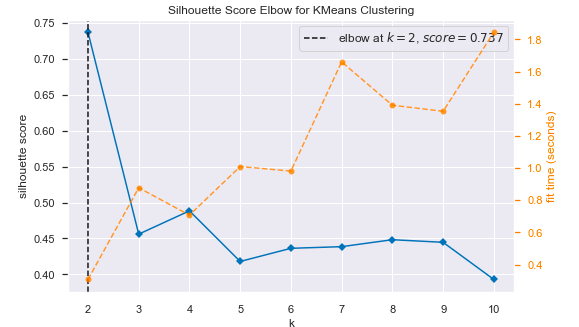 Silhouette Score Elbow for KMeans Clustering
elbow at k = 2, score = 0.737
silhouette score
0.75
0.70
0.65
0.60
0.55
0.50
0.45
0.40
1.8
1.6
1.4
1.2
1.0
0.8
0.6
0.4
fit time (seconds)
2 3 4 5 6 7 8 9 10
k